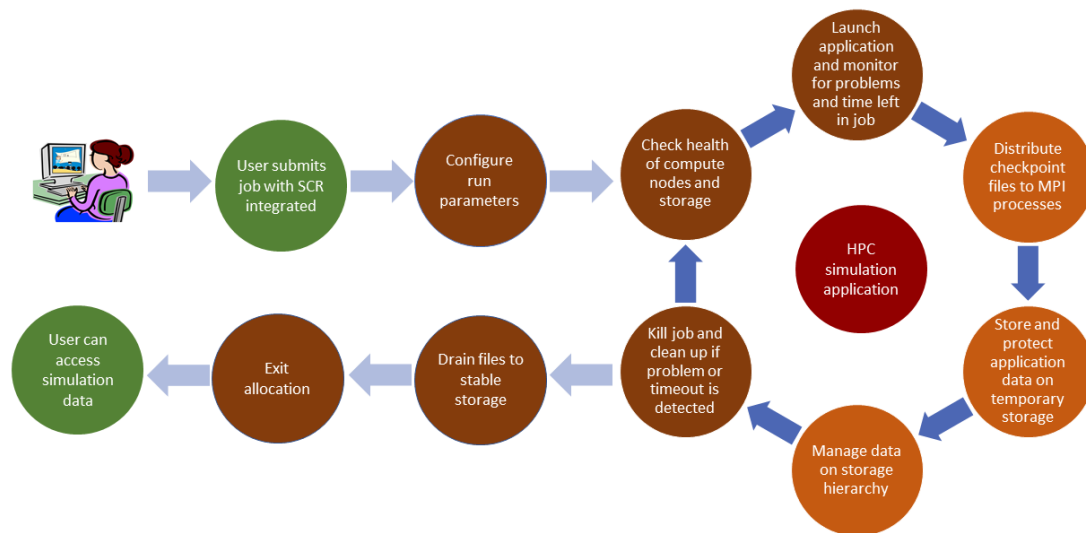 User submits
job with SCR
integrated
Configure
run
parameters
Check health
of compute
nodes and
storage
Launch
application
and monitor
for problems
and time left
in job
Distribute
checkpoint
files to MPI
processes
HPC
simulation
application
Store and
protect
application
data on
temporary
storage
Manage data
on storage
hierarchy
Kill job and
clean up if
problem or
timeout is
detected
Drain files to
stable
storage
Exit
allocation
User can
access
simulation
data